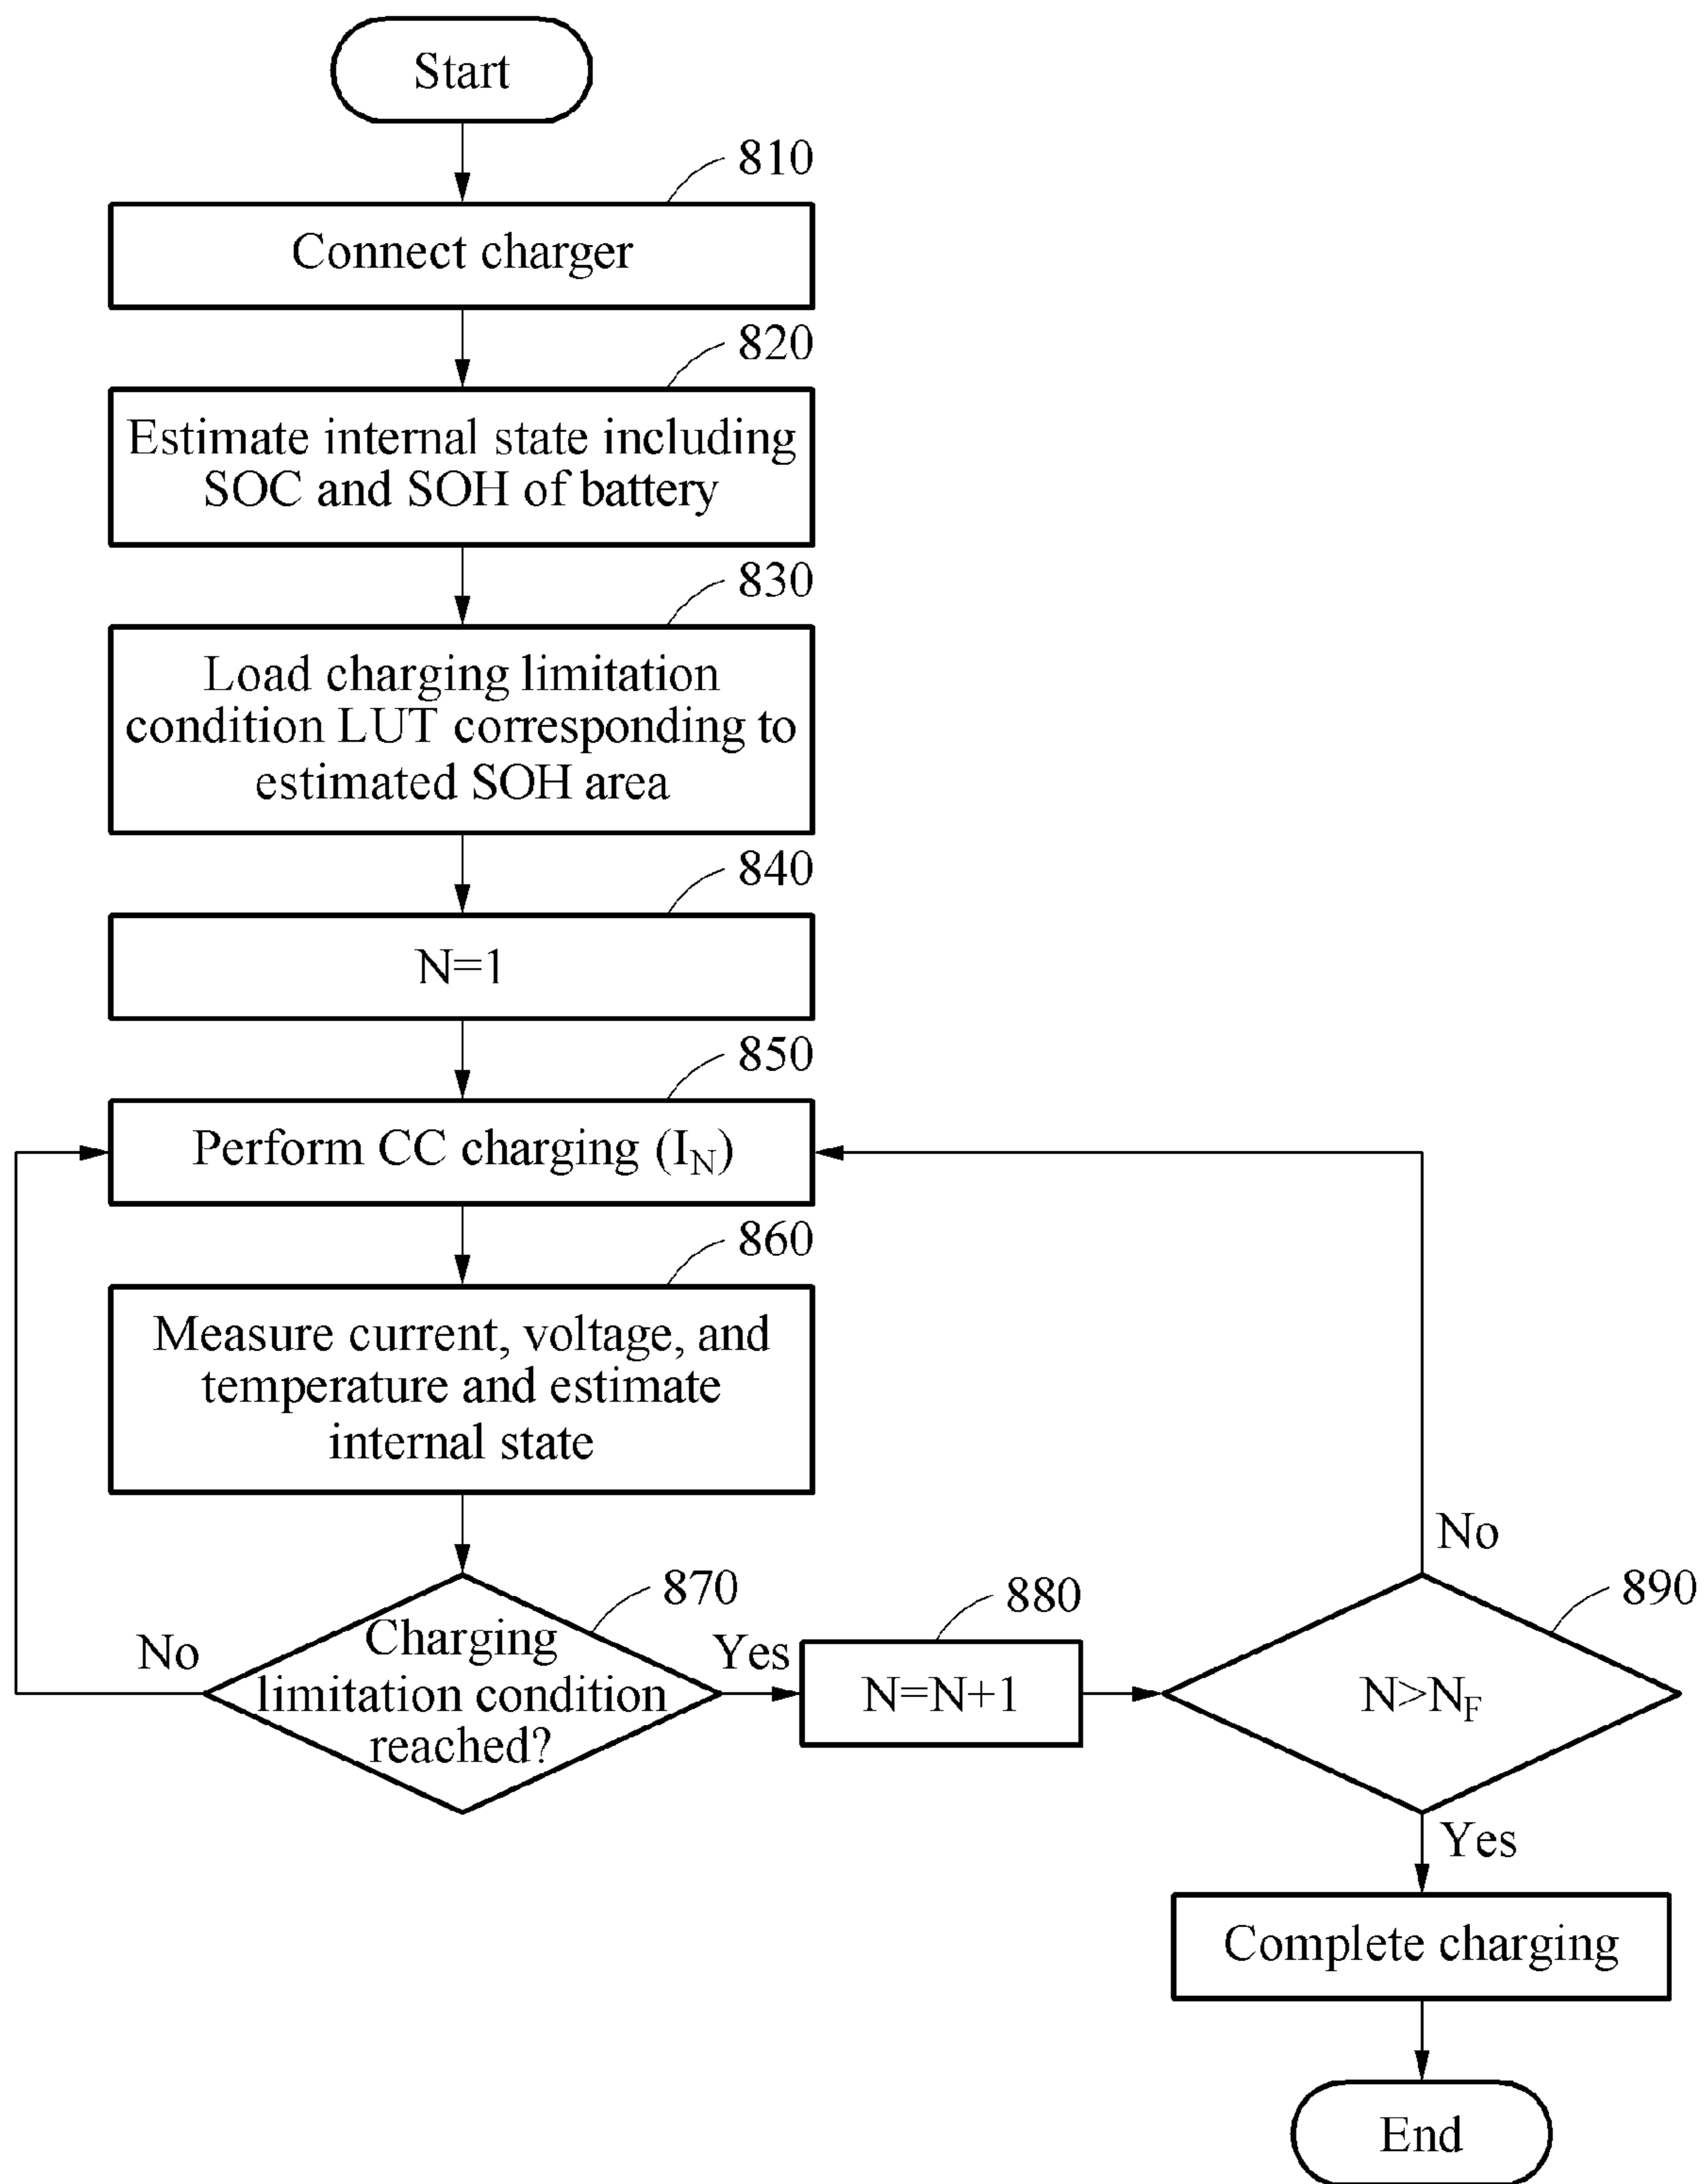 Start
810
Connect charger
820
Estimate internal state including
SOC and SOH of battery
830
Load charging limitation
condition LUT corresponding to
estimated SOH area
840
N=1
850
Perform CC charging (I_N)
860
Measure current, voltage, and
temperature and estimate
internal state
870
Charging
limitation condition
reached?
No
Yes
880
N=N+1
890
N>N_F
No
Yes
Complete charging
End